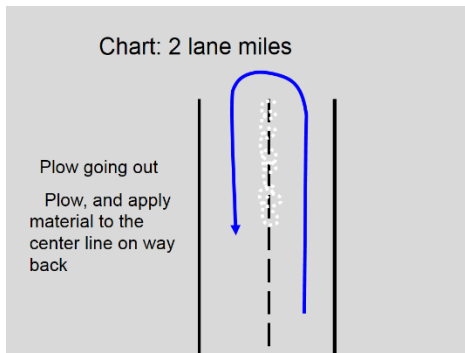 Chart: 2 lane miles
Plow going out
Plow, and apply
material to the
center line on way
back